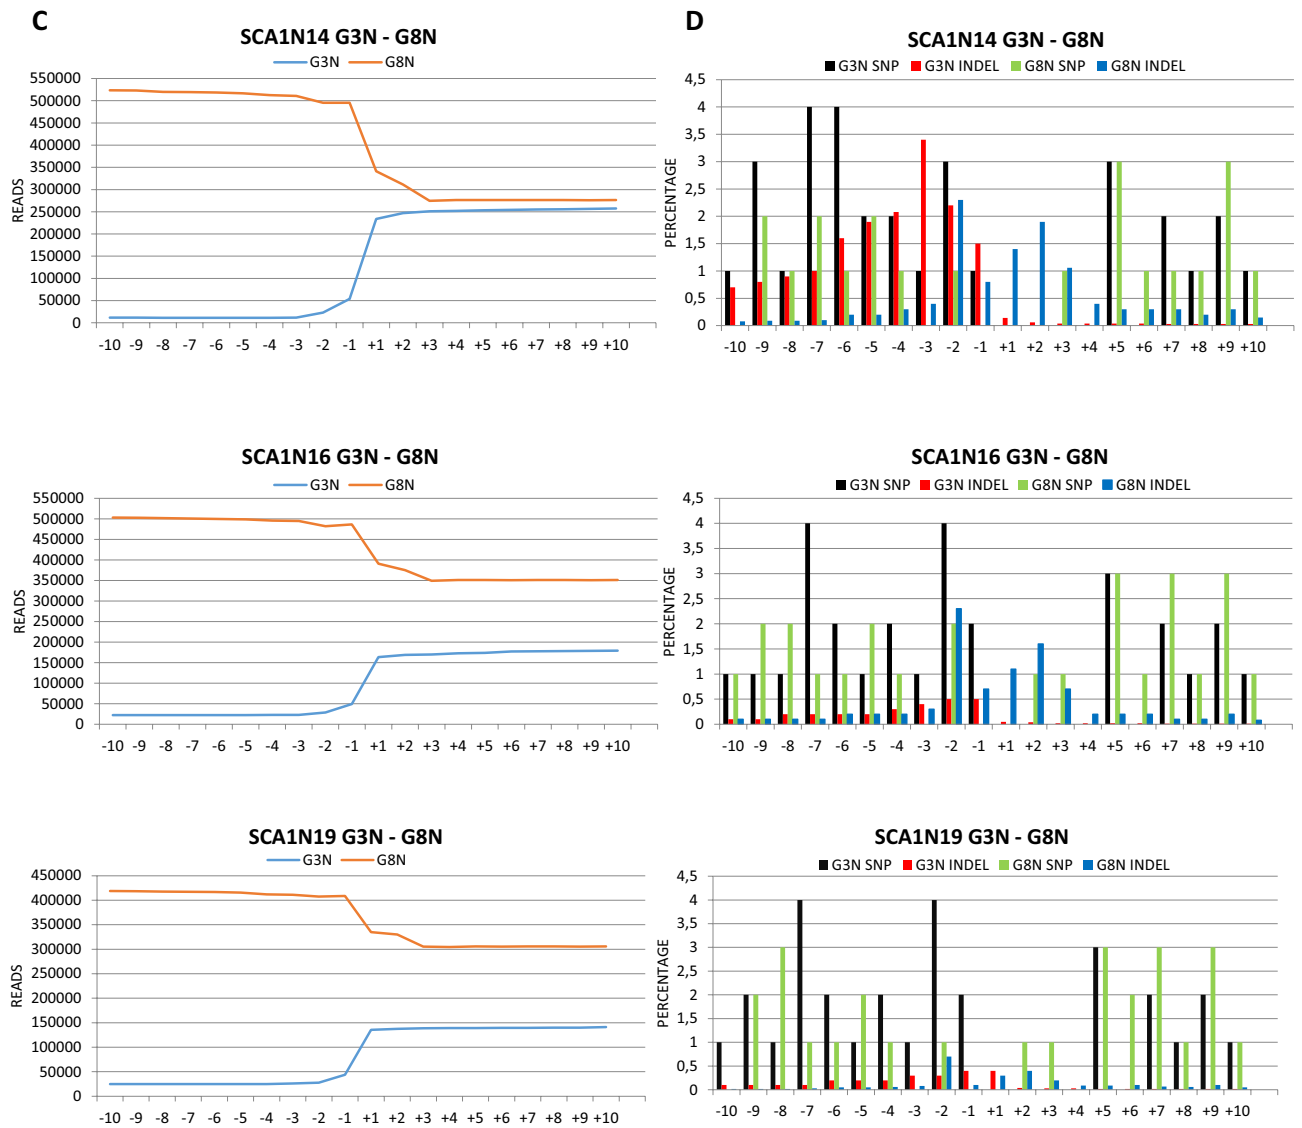 C
SCA1N14 G3N - G8N
G3N G8N
READS
550000
500000
450000
400000
350000
300000
250000
200000
150000
100000
50000
0
-10 -9 -8 -7 -6 -5 -4 -3 -2 -1 +1 +2 +3 +4 +5 +6 +7 +8 +9 +10
D
SCA1N14 G3N - G8N
G3N SNP G3N INDEL G8N SNP G8N INDEL
PERCENTAGE
4,5
4
3,5
3
2,5
2
1,5
1
0,5
0
-10 -9 -8 -7 -6 -5 -4 -3 -2 -1 +1 +2 +3 +4 +5 +6 +7 +8 +9 +10
SCA1N16 G3N - G8N
G3N G8N
READS
550000
500000
450000
400000
350000
300000
250000
200000
150000
100000
50000
0
-10 -9 -8 -7 -6 -5 -4 -3 -2 -1 +1 +2 +3 +4 +5 +6 +7 +8 +9 +10
SCA1N16 G3N - G8N
G3N SNP G3N INDEL G8N SNP G8N INDEL
PERCENTAGE
4,5
4
3,5
3
2,5
2
1,5
1
0,5
0
-10 -9 -8 -7 -6 -5 -4 -3 -2 -1 +1 +2 +3 +4 +5 +6 +7 +8 +9 +10
SCA1N19 G3N - G8N
G3N G8N
READS
450000
400000
350000
300000
250000
200000
150000
100000
50000
0
-10 -9 -8 -7 -6 -5 -4 -3 -2 -1 +1 +2 +3 +4 +5 +6 +7 +8 +9 +10
SCA1N19 G3N - G8N
G3N SNP G3N INDEL G8N SNP G8N INDEL
PERCENTAGE
4,5
4
3,5
3
2,5
2
1,5
1
0,5
0
-10 -9 -8 -7 -6 -5 -4 -3 -2 -1 +1 +2 +3 +4 +5 +6 +7 +8 +9 +10